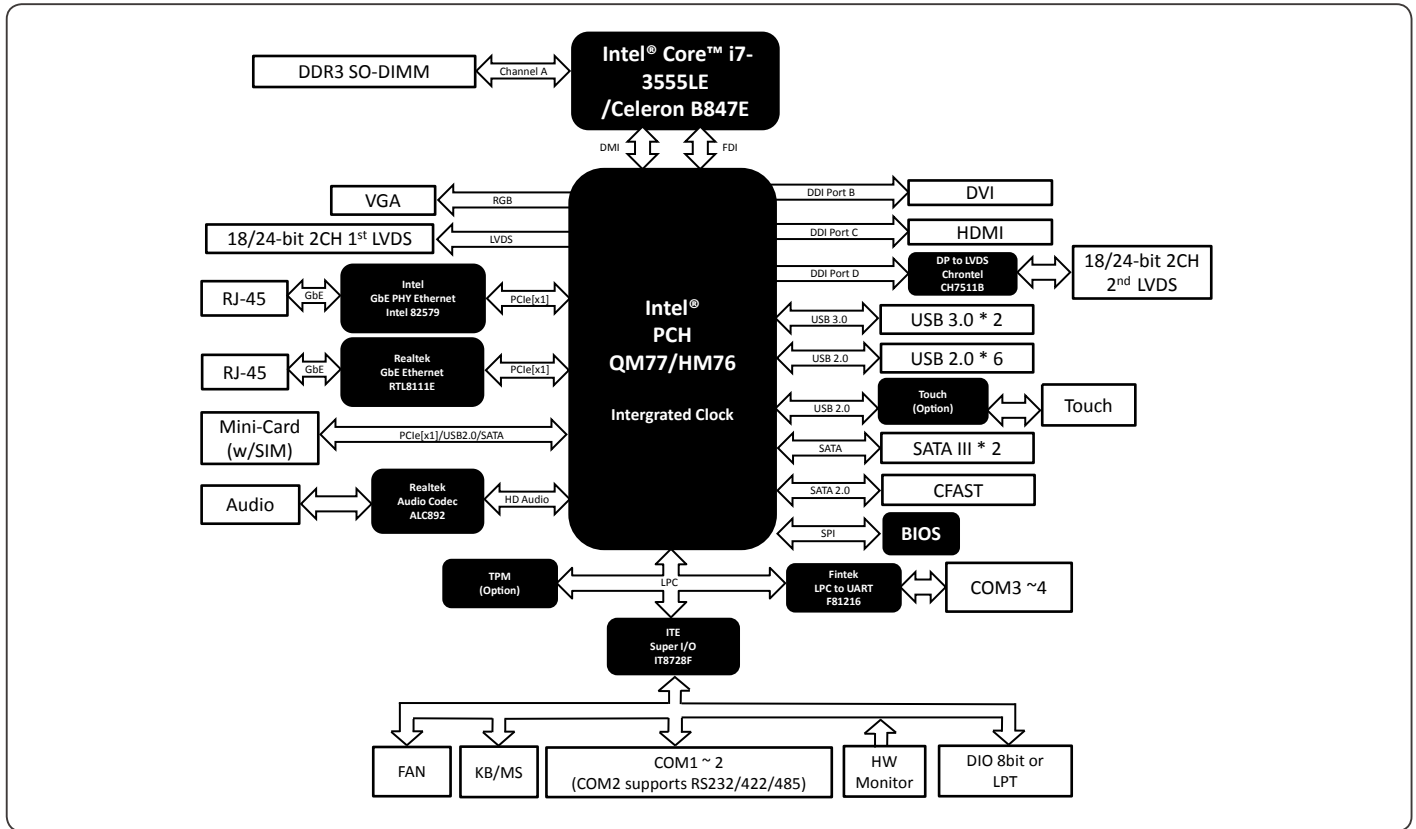 Intel® Core™ i7-
3555LE
/Celeron B847E
DDR3 SO-DIMM
Channel A
DMI
FDI
VGA
RGB
18/24-bit 2CH 1st LVDS
LVDS
RJ-45
GbE
Intel
GbE PHY Ethernet
Intel 82579
PCIe[x1]
RJ-45
GbE
Realtek
GbE Ethernet
RTL8111E
PCIe[x1]
Mini-Card
(w/SIM)
PCIe[x1]/USB2.0/SATA
Audio
Realtek
Audio Codec
ALC892
HD Audio
Intel®
PCH
QM77/HM76
Intergrated Clock
DDI Port B
DVI
DDI Port C
HDMI
DDI Port D
DP to LVDS
Chrontel
CH7511B
18/24-bit 2CH
2nd LVDS
USB 3.0
USB 3.0 * 2
USB 2.0
USB 2.0 * 6
USB 2.0
Touch
(Option)
Touch
SATA
SATA III * 2
SATA 2.0
CFAST
SPI
BIOS
TPM
(Option)
LPC
Fintek
LPC to UART
F81216
COM3 ~4
ITE
Super I/O
IT8728F
FAN
KB/MS
COM1 ~ 2
(COM2 supports RS232/422/485)
HW
Monitor
DIO 8bit or
LPT